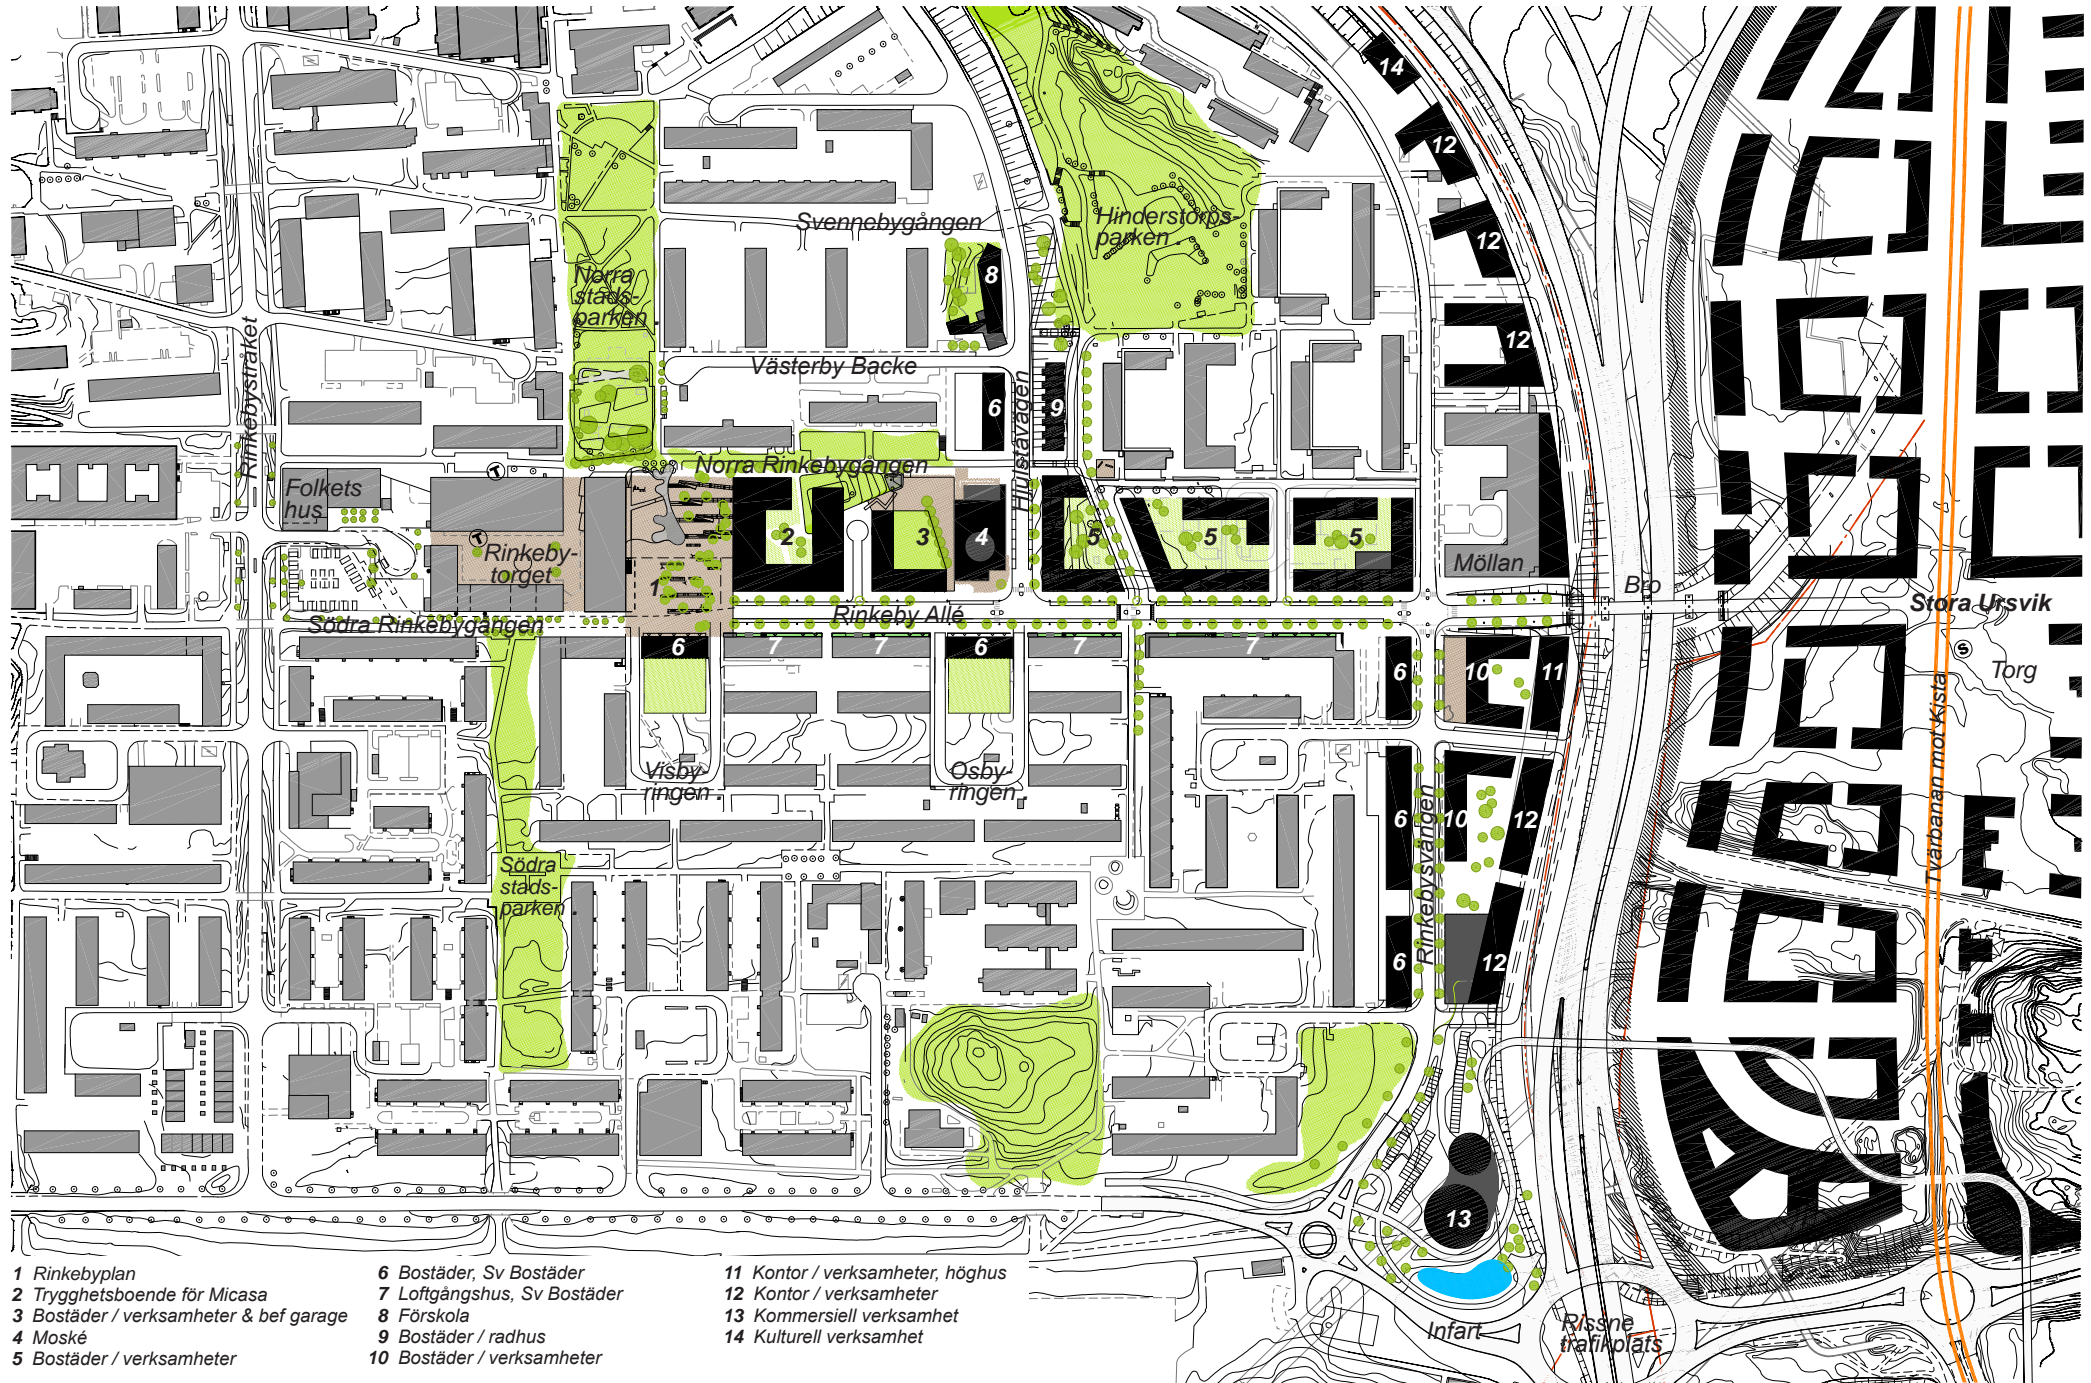 14
12
Svennebygången
Hinderstorps-
parken
12
8
Norra
stads-
parken
12
Rinkebystråket
Västerby Backe
Hjulstavägen
6
9
Norra Rinkebygången
Folkets
hus
T
T
Rinkeby-
torget
2
3
4
5
5
5
Möllan
1
Bro
Rinkeby Allé
Södra Rinkebygången
Stora Ursvik
S
Torg
6
7
7
6
7
7
6
10
11
Tvärbanan mot Kista
Visby-
ringen
Osby-
ringen
6
Rinkebysvängen
10
12
Södra
stads-
parken
6
12
13
Infart
Rissne
trafikplats
1 Rinkebyplan
2 Trygghetsboende för Micasa
3 Bostäder / verksamheter & bef garage
4 Moské
5 Bostäder / verksamheter
6 Bostäder, Sv Bostäder
7 Loftgångshus, Sv Bostäder
8 Förskola
9 Bostäder / radhus
10 Bostäder / verksamheter
11 Kontor / verksamheter, höghus
12 Kontor / verksamheter
13 Kommersiell verksamhet
14 Kulturell verksamhet